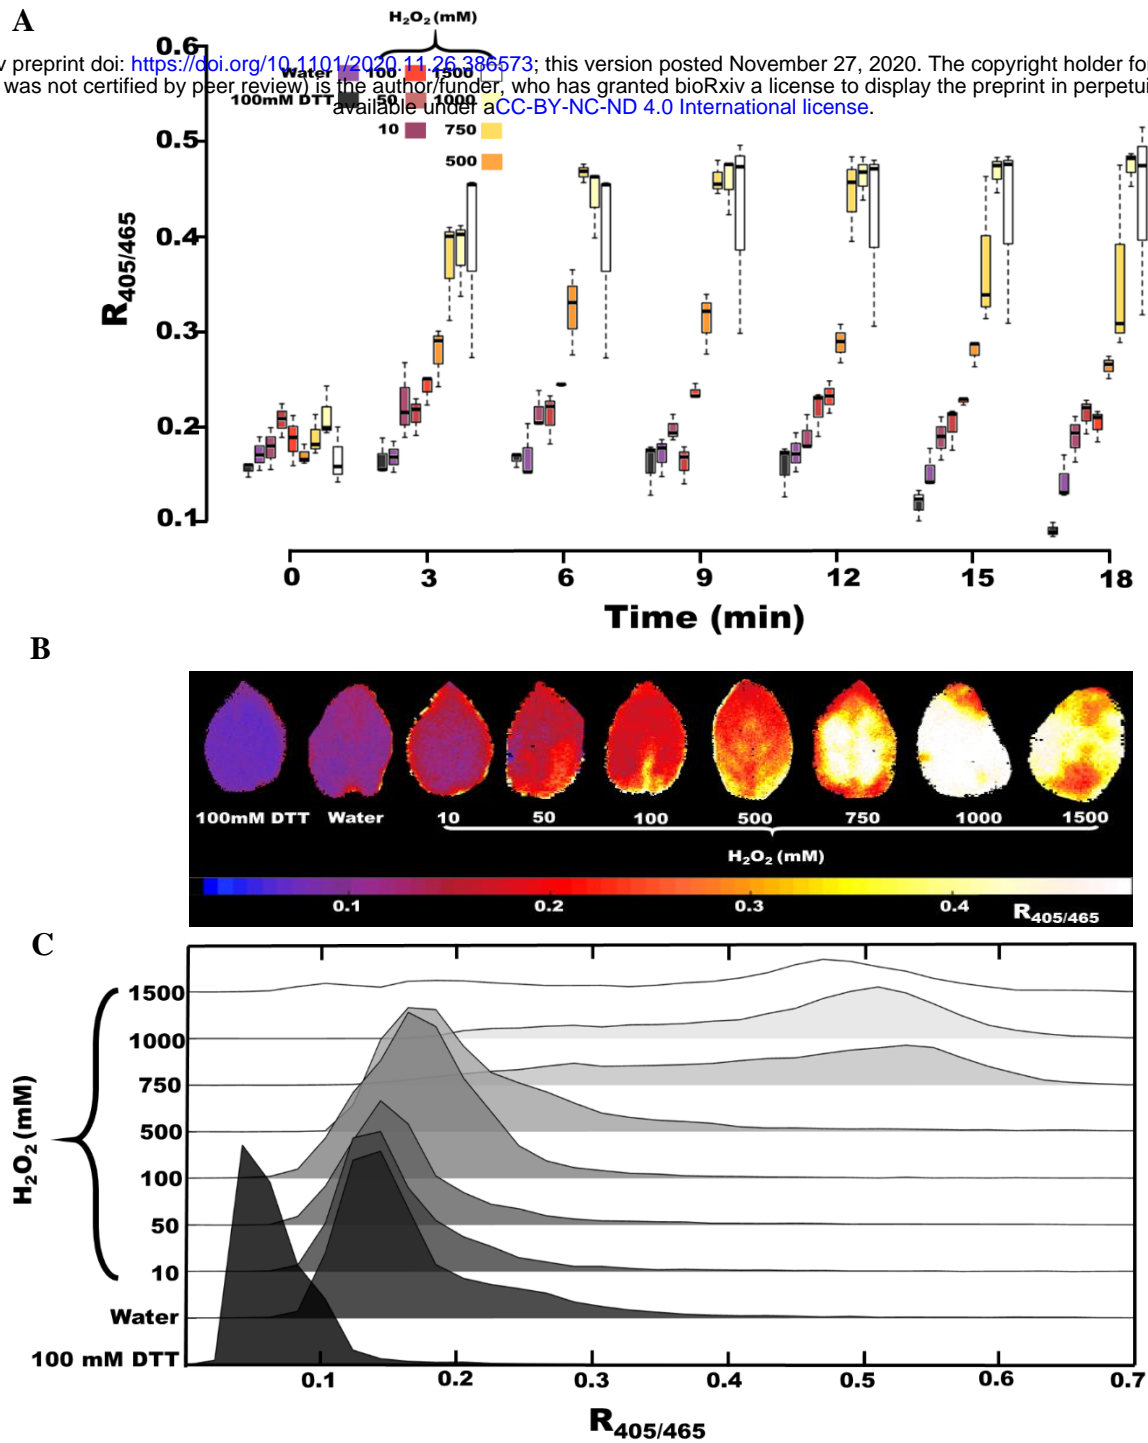 A
H₂O₂ (mM)
0.6
v preprint doi: https://doi.org/10.1101/2020.11.26.386573; this version posted November 27, 2020. The copyright holder for
was not certified by peer review) is the author/funder, who has granted bioRxiv a license to display the preprint in perpetui
available under aCC-BY-NC-ND 4.0 International license.
Water 100 1500
100mM DTT 50 1000
10 750
500
0.5
0.4
0.3
0.2
0.1
R405/465
0 3 6 9 12 15 18
Time (min)
B
100mM DTT Water 10 50 100 500 750 1000 1500
H₂O₂ (mM)
0.1 0.2 0.3 0.4 R405/465
C
H₂O₂ (mM)
1500
1000
750
500
100
50
10
Water
100 mM DTT
0.1 0.2 0.3 0.4 0.5 0.6 0.7
R405/465